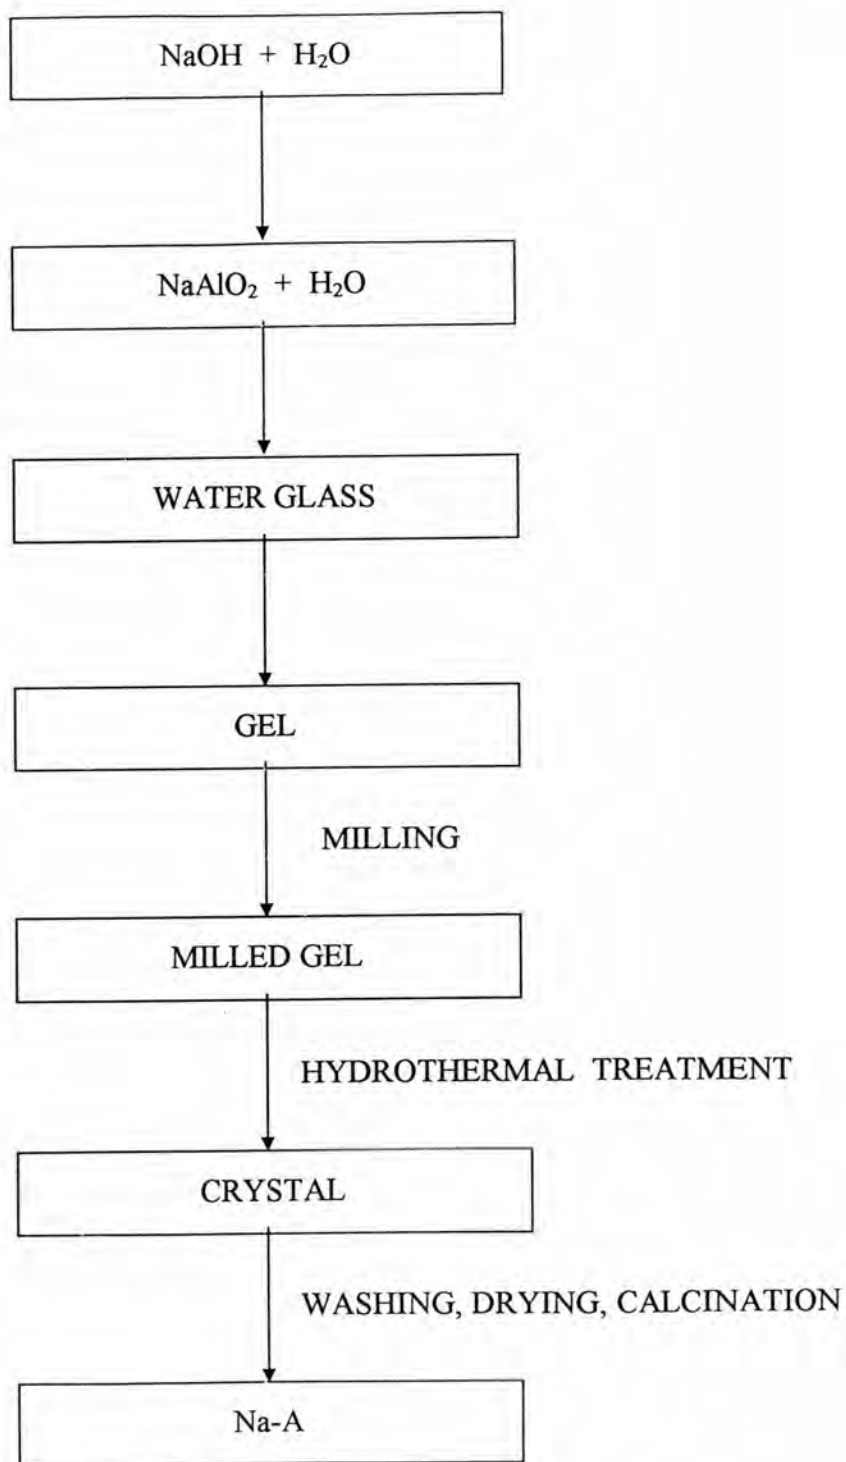 NaOH + H₂O
NaAlO₂ + H₂O
WATER GLASS
GEL
MILLING
MILLED GEL
HYDROTHERMAL TREATMENT
CRYSTAL
WASHING, DRYING, CALCINATION
Na-A